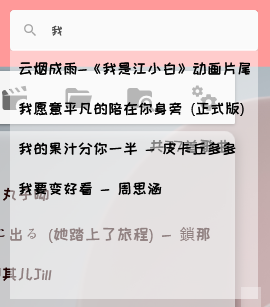 我
云烟成雨-《我是江小白》动画片尾
我愿意平凡的陪在你身旁 (正式版)
我的果汁分你一半 - 皮卡丘多多
我要变好看 - 周思涵
出る (她踏上了旅程) - 鎖那
其儿Jill